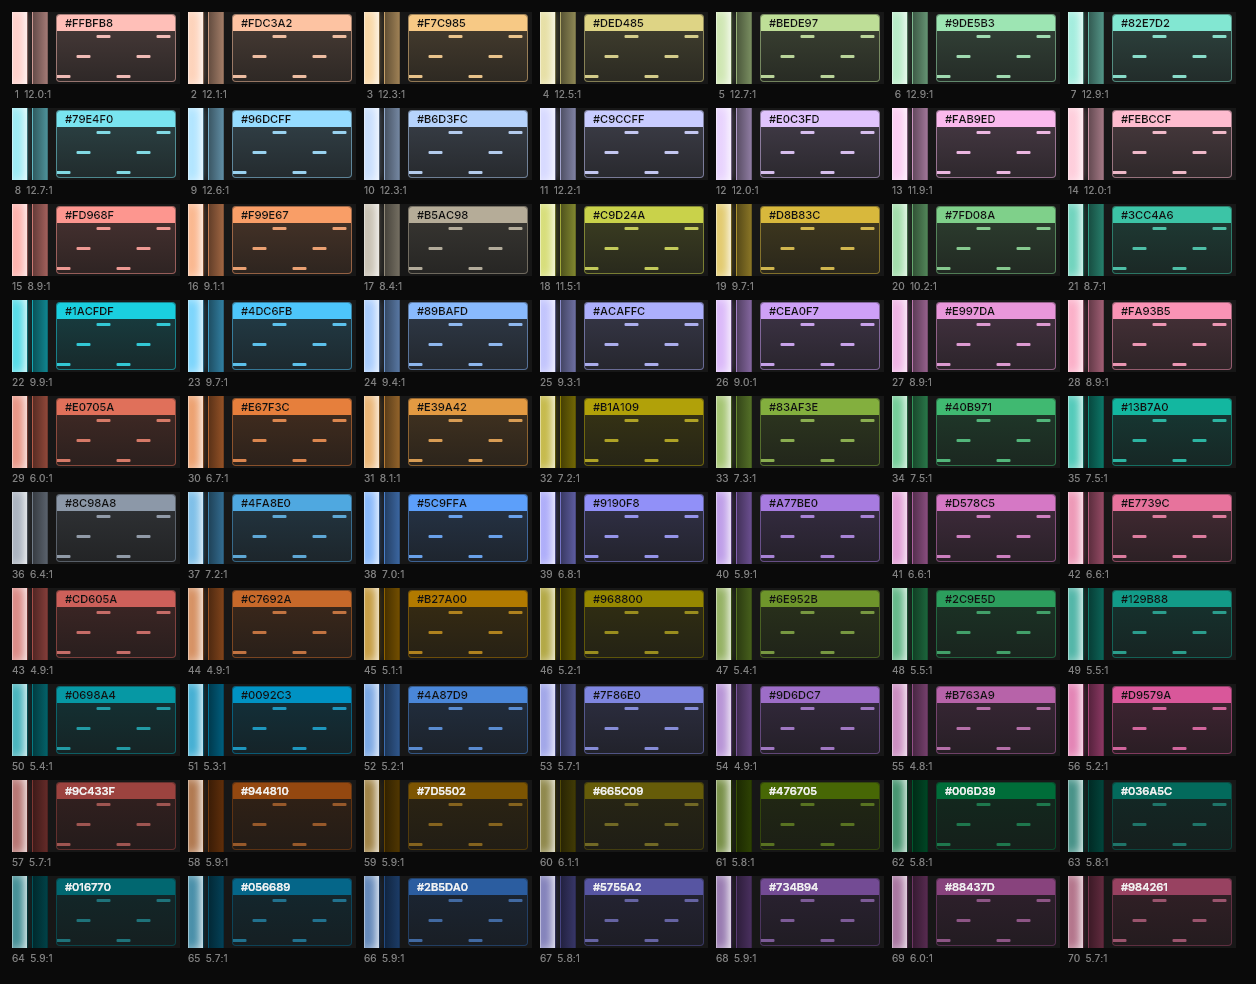 #FFBFB8 #FDC3A2 #F7C985 #DED485 #BEDE97 #9DE5B3 #82E7D2
1 12.0:1 2 12.1:1 3 12.3:1 4 12.5:1 5 12.7:1 6 12.9:1 7 12.9:1
#79E4F0 #96DCFF #B6D3FC #C9CCFF #E0C3FD #FAB9ED #FEBCCF
8 12.7:1 9 12.6:1 10 12.3:1 11 12.2:1 12 12.0:1 13 11.9:1 14 12.0:1
#FD968F #F99E67 #B5AC98 #C9D24A #D8B83C #7FD08A #3CC4A6
15 8.9:1 16 9.1:1 17 8.4:1 18 11.5:1 19 9.7:1 20 10.2:1 21 8.7:1
#1ACFDF #4DC6FB #89BAFD #ACAFFC #CEA0F7 #E997DA #FA93B5
22 9.9:1 23 9.7:1 24 9.4:1 25 9.3:1 26 9.0:1 27 8.9:1 28 8.9:1
#E0705A #E67F3C #E39A42 #B1A109 #83AF3E #40B971 #13B7A0
29 6.0:1 30 6.7:1 31 8.1:1 32 7.2:1 33 7.3:1 34 7.5:1 35 7.5:1
#8C98A8 #4FA8E0 #5C9FFA #9190F8 #A77BE0 #D578C5 #E7739C
36 6.4:1 37 7.2:1 38 7.0:1 39 6.8:1 40 5.9:1 41 6.6:1 42 6.6:1
#CD605A #C7692A #B27A00 #968800 #6E952B #2C9E5D #129B88
43 4.9:1 44 4.9:1 45 5.1:1 46 5.2:1 47 5.4:1 48 5.5:1 49 5.5:1
#0698A4 #0092C3 #4A87D9 #7F86E0 #9D6DC7 #B763A9 #D9579A
50 5.4:1 51 5.3:1 52 5.2:1 53 5.7:1 54 4.9:1 55 4.8:1 56 5.2:1
#9C433F #944810 #7D5502 #665C09 #476705 #006D39 #036A5C
57 5.7:1 58 5.9:1 59 5.9:1 60 6.1:1 61 5.8:1 62 5.8:1 63 5.8:1
#016770 #056689 #2B5DA0 #5755A2 #734B94 #88437D #984261
64 5.9:1 65 5.7:1 66 5.9:1 67 5.8:1 68 5.9:1 69 6.0:1 70 5.7:1